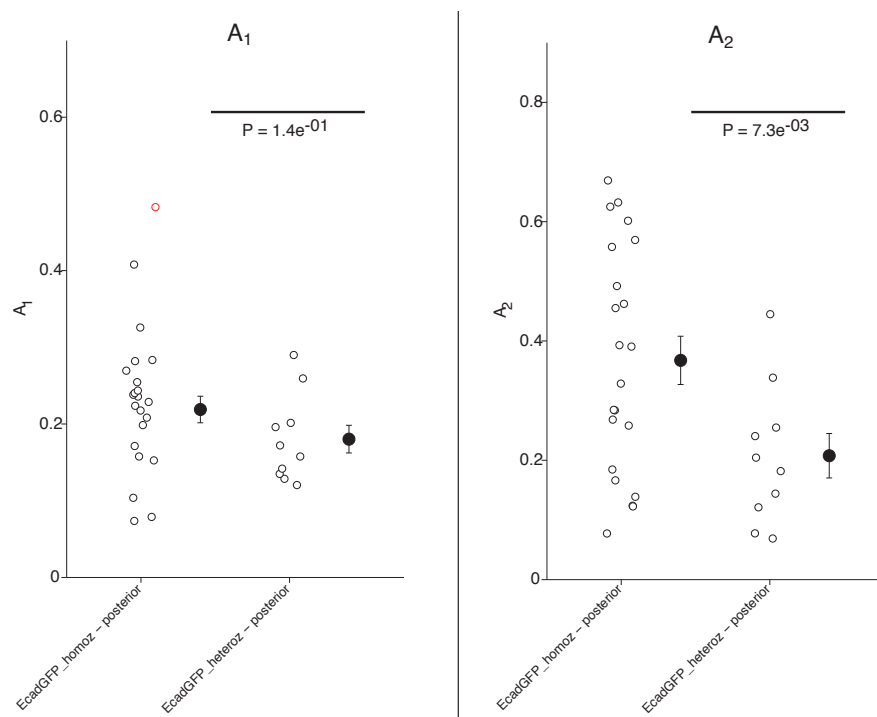 A₁
0.6
P = 1.4e⁻⁰¹
0.4
A₁
0.2
0
EcadGFP_homoz – posterior
EcadGFP_heteroz – posterior
A₂
0.8
P = 7.3e⁻⁰³
0.6
0.4
A₂
0.2
0
EcadGFP_homoz – posterior
EcadGFP_heteroz – posterior